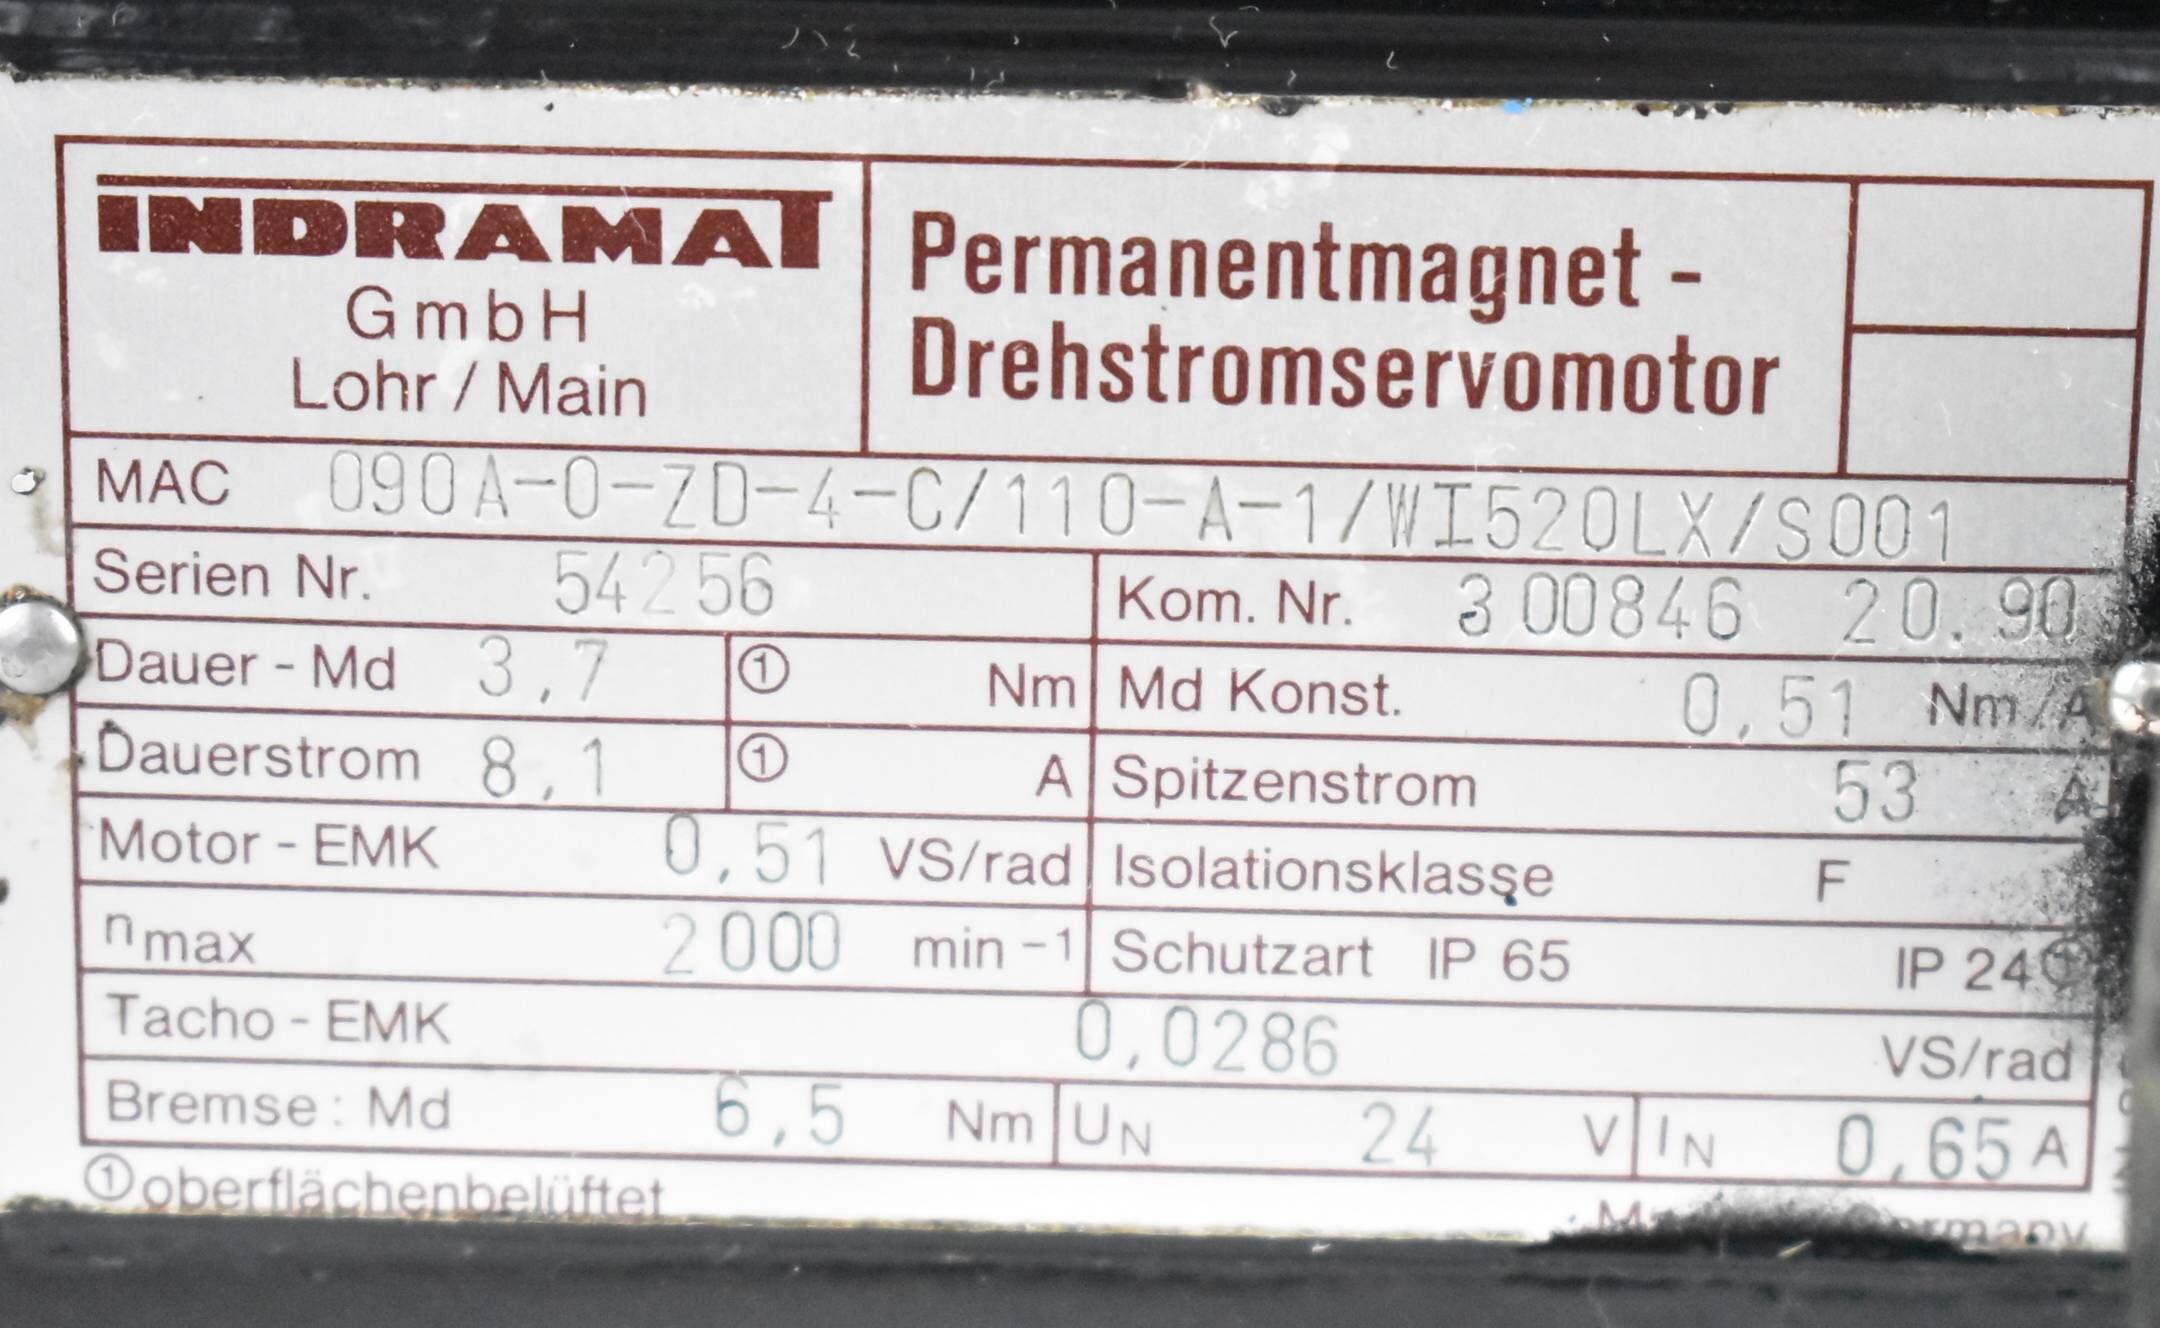 INDRAMAT
GmbH
Lohr / Main
Permanentmagnet -
Drehstromservomotor
MAC 090A-0-ZD-4-C/110-A-1/WI520LX/S001
Serien Nr. 54256 Kom. Nr. 300846 20.90
Dauer - Md 3,7 ① Nm Md Konst. 0,51 Nm/A
Dauerstrom 8,1 ① A Spitzenstrom 53 A
Motor - EMK 0,51 VS/rad Isolationsklasse F
nmax 2000 min -1 Schutzart IP 65 IP 24 ①
Tacho - EMK 0,0286 VS/rad
Bremse : Md 6,5 Nm UN 24 V IN 0,65 A
① oberflächenbelüftet